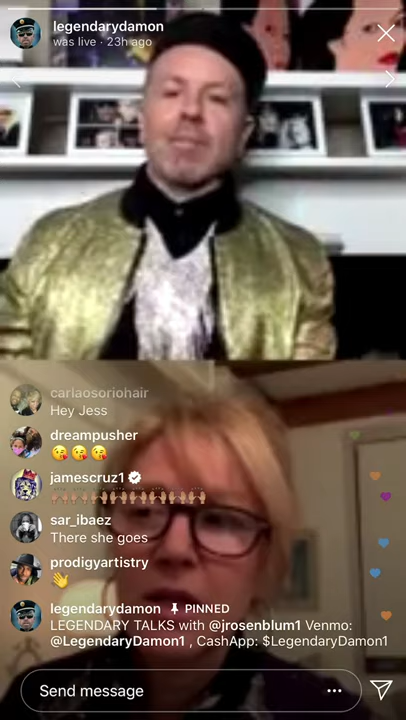 legendarydamon
was live · 23h ago
carlaosoriohair
Hey Jess
dreampusher
😘😘😘
jamescruz1
🙌🏽🙌🏽🙌🏽🙌🏽🙌🏽🙌🏽🙌🏽🙌🏽🙌🏽
sar_ibaez
There she goes
prodigyartistry
👋
legendarydamon PINNED
LEGENDARY TALKS with @jrosenblum1 Venmo:
@LegendaryDamon1 , CashApp: $LegendaryDamon1
Send message